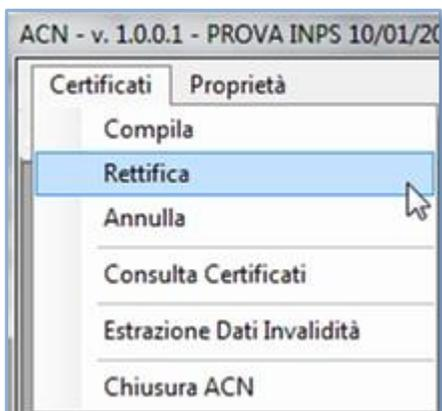 ACN - v. 1.0.0.1 - PROVA INPS 10/01/20
Certificati Proprietà
Compila
Rettifica
Annulla
Consulta Certificati
Estrazione Dati Invalidità
Chiusura ACN